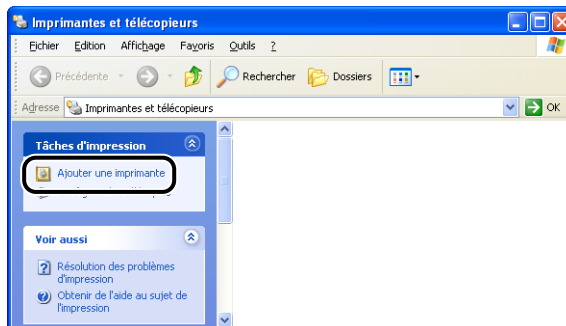 Imprimantes et télécopieurs
Fichier Edition Affichage Favoris Outils ?
Précédente Rechercher Dossiers
Adresse Imprimantes et télécopieurs OK
Tâches d'impression
Ajouter une imprimante
Voir aussi
Résolution des problèmes
d'impression
Obtenir de l'aide au sujet de
l'impression